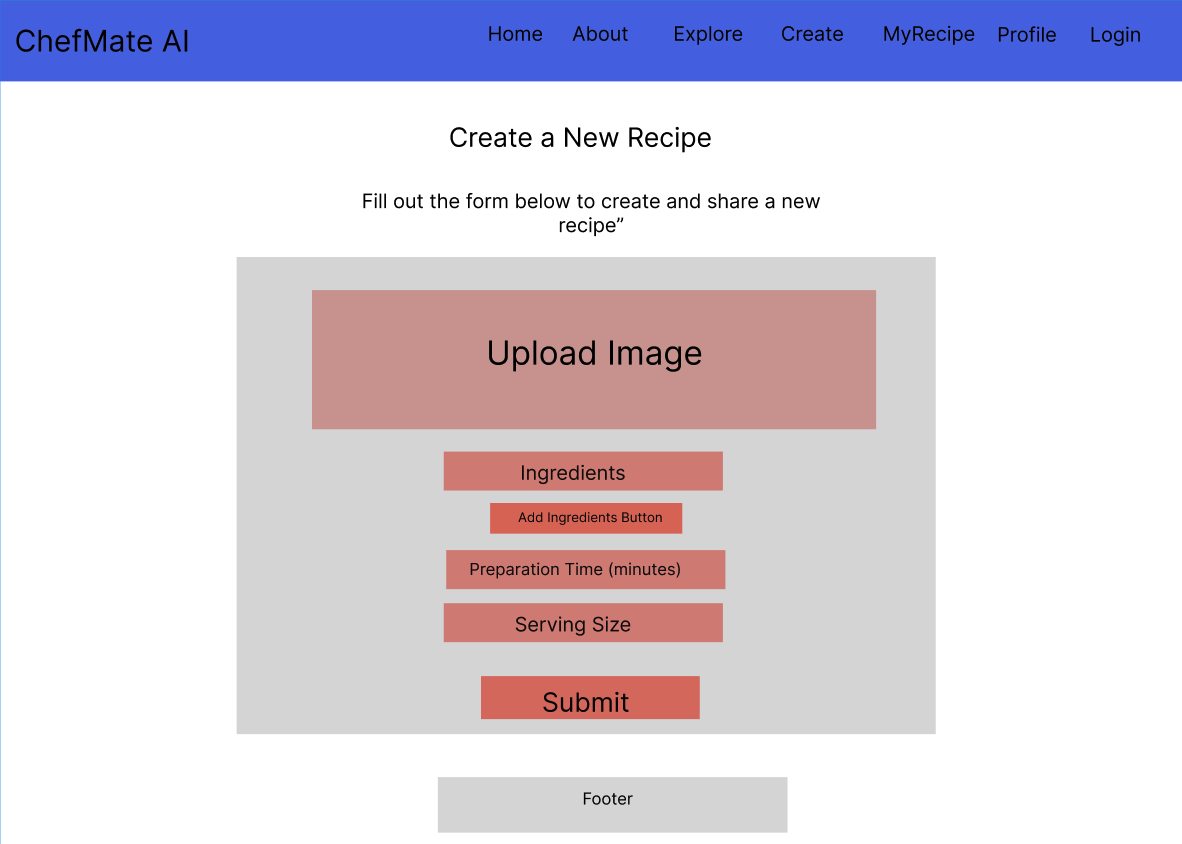 ChefMate AI
Home About Explore Create MyRecipe Profile Login
Create a New Recipe
Fill out the form below to create and share a new
recipe”
Upload Image
Ingredients
Add Ingredients Button
Preparation Time (minutes)
Serving Size
Submit
Footer